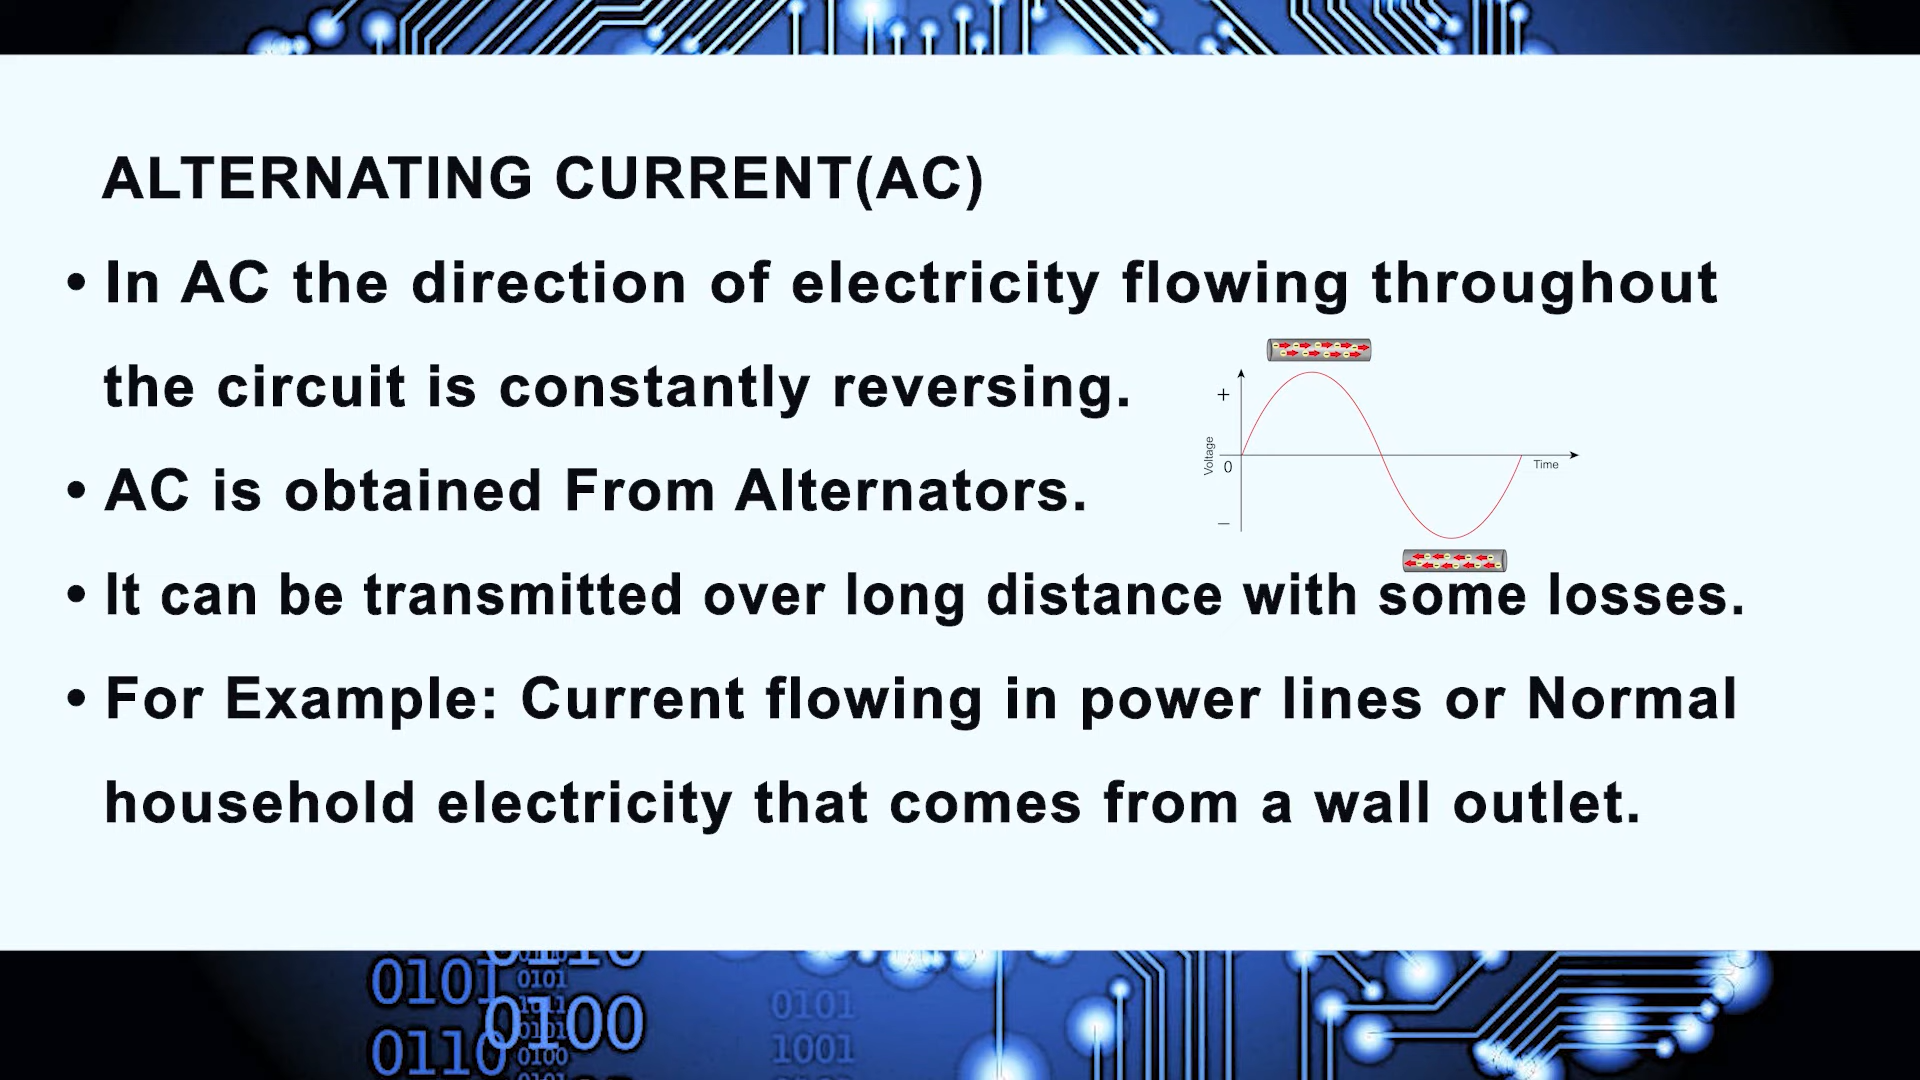 ALTERNATING CURRENT(AC)
• In AC the direction of electricity flowing throughout
the circuit is constantly reversing.
+
Voltage
0
Time
–
• AC is obtained From Alternators.
• It can be transmitted over long distance with some losses.
• For Example: Current flowing in power lines or Normal
household electricity that comes from a wall outlet.
0101
0101
0100
0110
0100
0101
1001